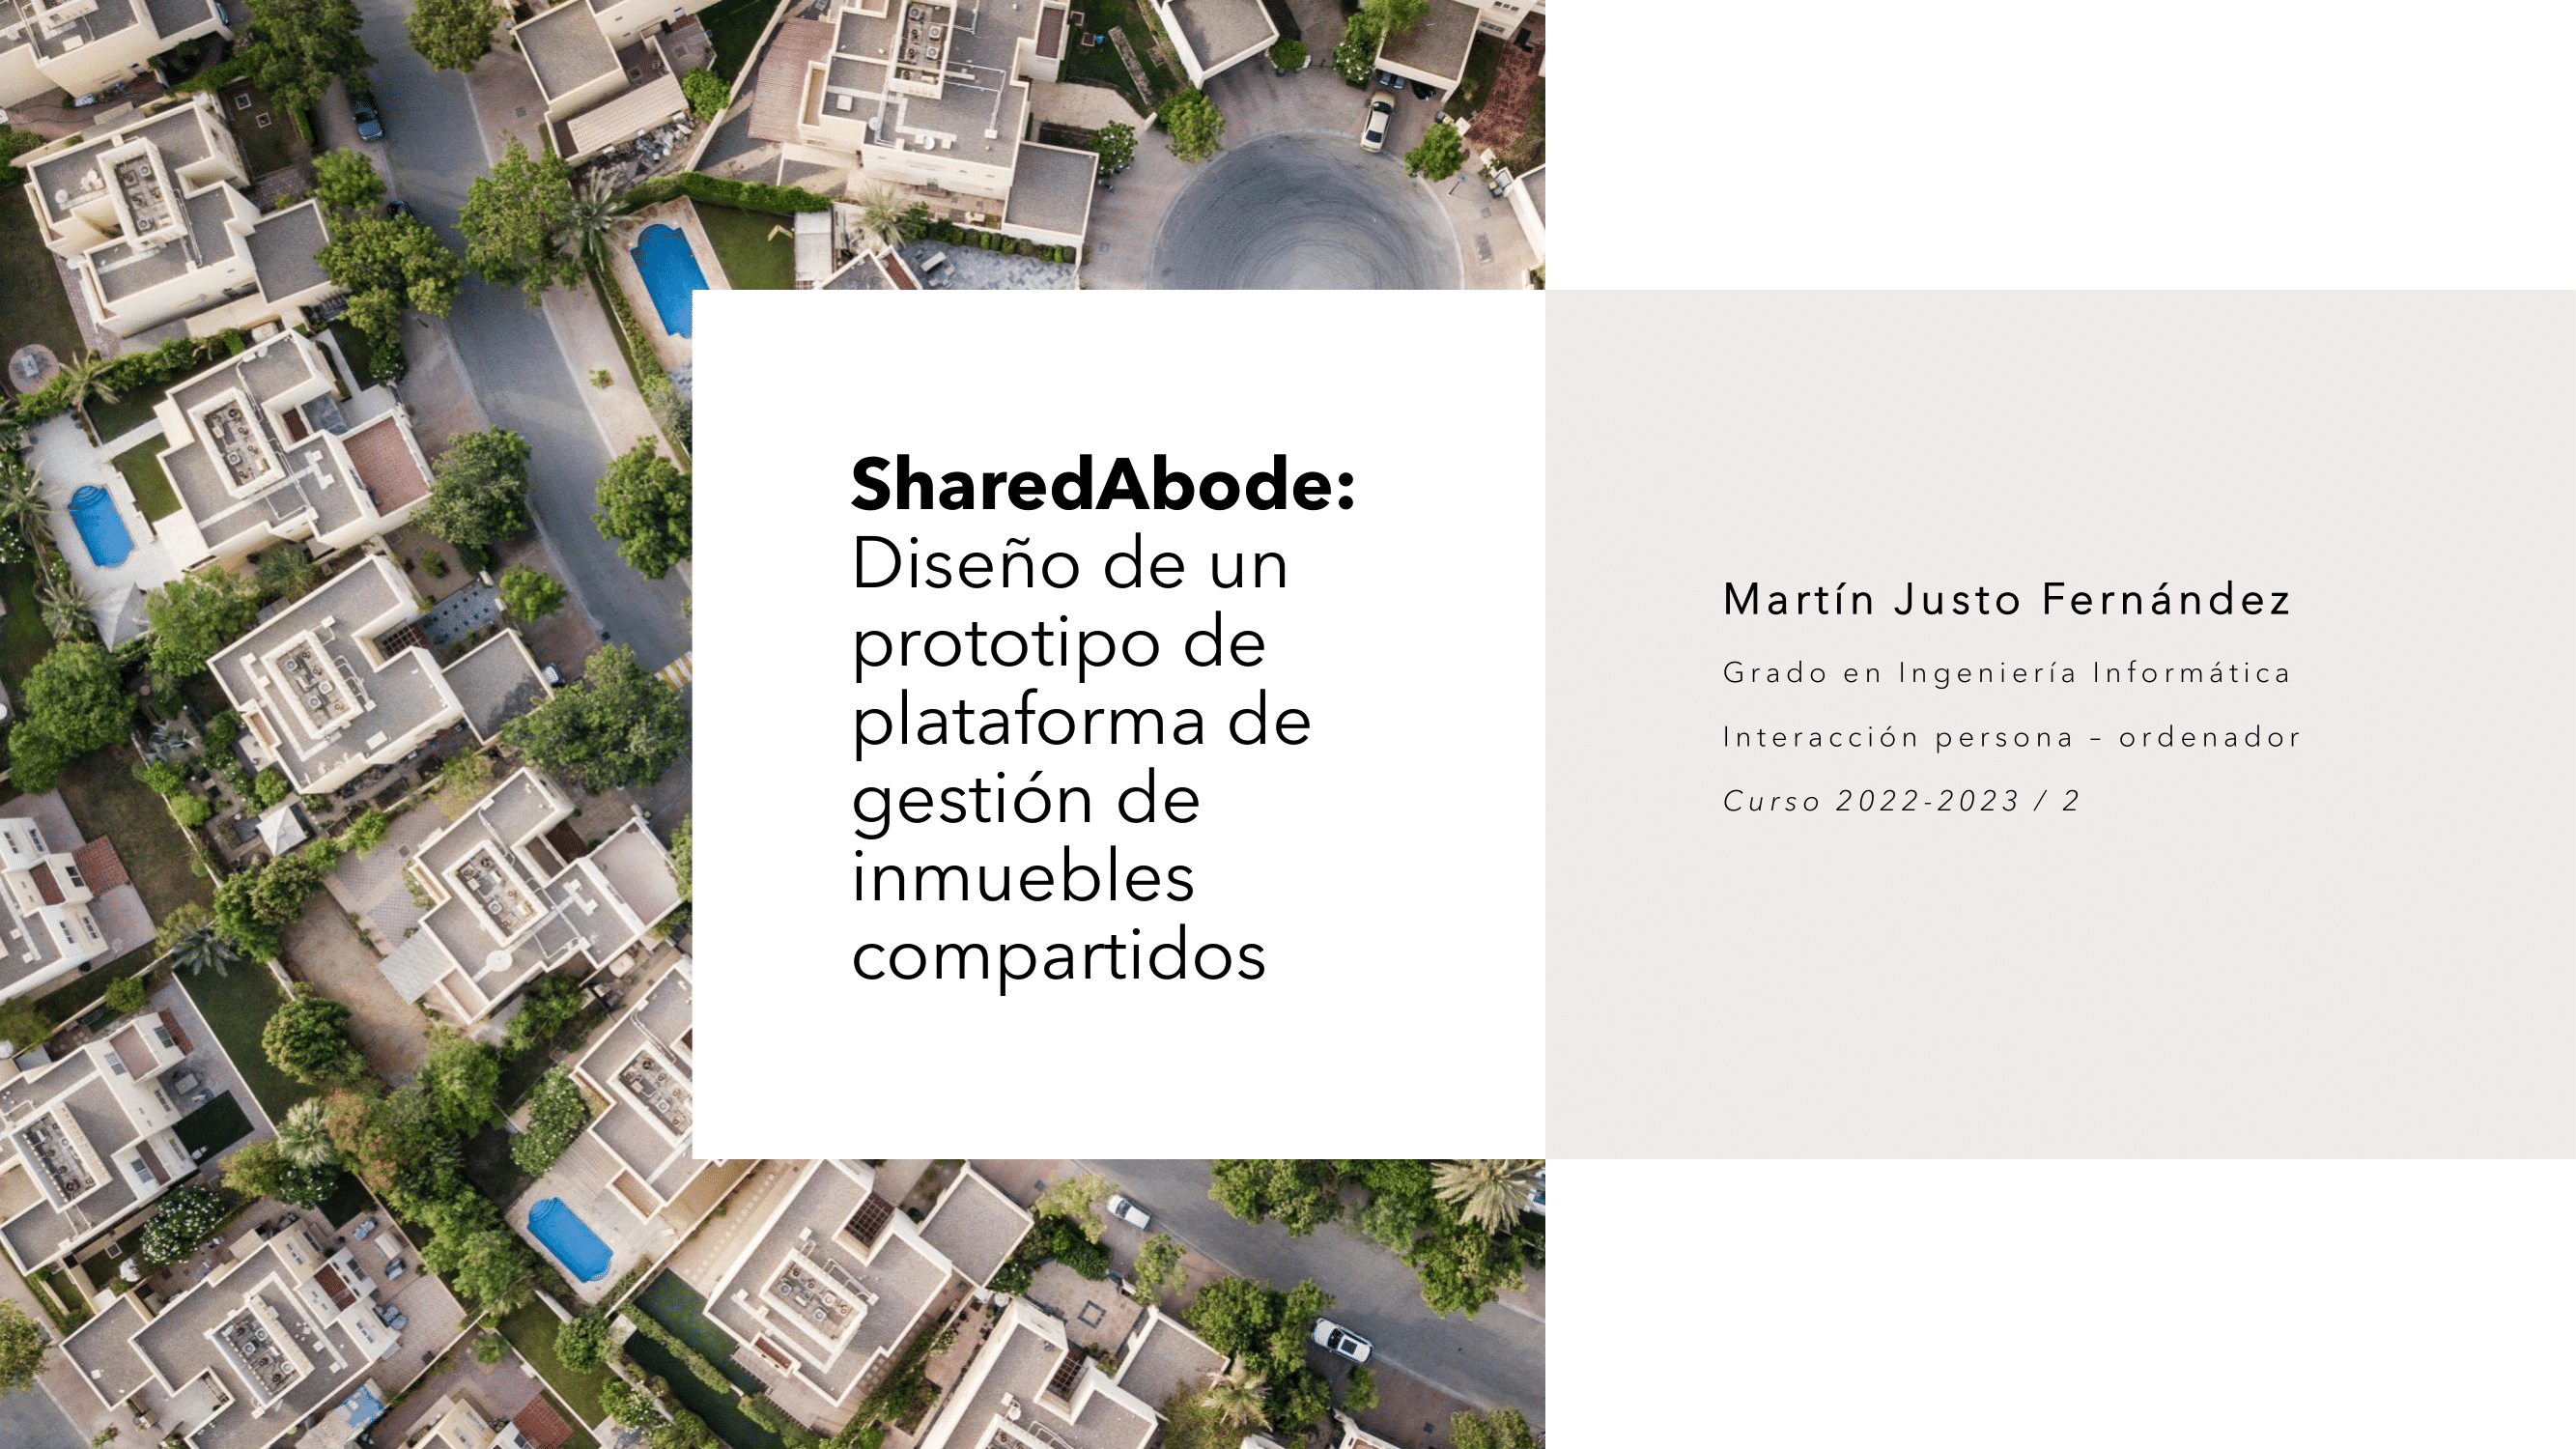 SharedAbode:
Diseño de un
prototipo de
plataforma de
gestión de
inmuebles
compartidos
Martín Justo Fernández
Grado en Ingeniería Informática
Interacción persona – ordenador
Curso 2022-2023 / 2